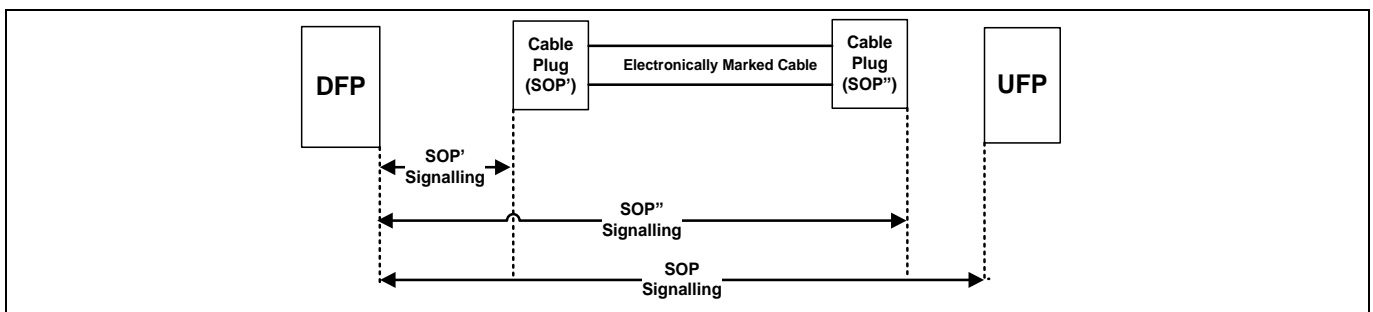 DFP
Cable
Plug
(SOP’)
Electronically Marked Cable
Cable
Plug
(SOP”)
UFP
SOP’
Signalling
SOP”
Signalling
SOP
Signalling